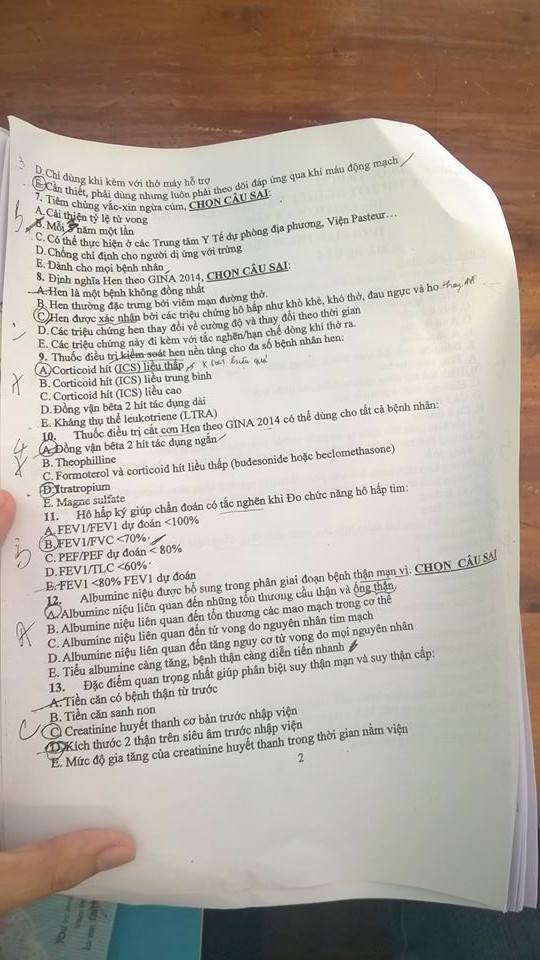 3
D. Chỉ dùng khi kèm với thở máy hỗ trợ
E. Cần thiết, phải dùng nhưng luôn phải theo dõi đáp ứng qua khí máu động mạch
7. Tiêm chủng vắc-xin ngừa cúm, CHỌN CÂU SAI:
A. Cải thiện tỷ lệ tử vong
B. Mỗi năm một lần
C. Có thể thực hiện ở các Trung tâm Y Tế dự phòng địa phương, Viện Pasteur…
D. Chống chỉ định cho người dị ứng với trứng
E. Dành cho mọi bệnh nhân
8. Định nghĩa Hen theo GINA 2014, CHỌN CÂU SAI:
A. Hen là một bệnh không đồng nhất
B. Hen thường đặc trưng bởi viêm mạn đường thở.
C. Hen được xác nhận bởi các triệu chứng hô hấp như khò khè, khó thở, đau ngực và ho thay đổi
D. Các triệu chứng hen thay đổi về cường độ và thay đổi theo thời gian
E. Các triệu chứng này đi kèm với tắc nghẽn/hạn chế dòng khí thở ra.
9. Thuốc điều trị kiểm soát hen nền tảng cho đa số bệnh nhân hen:
A. Corticoid hít (ICS) liều thấp
B. Corticoid hít (ICS) liều trung bình
C. Corticoid hít (ICS) liều cao
D. Đồng vận bêta 2 hít tác dụng dài
E. Kháng thụ thể leukotriene (LTRA)
10. Thuốc điều trị cắt cơn Hen theo GINA 2014 có thể dùng cho tất cả bệnh nhân:
A. Đồng vận bêta 2 hít tác dụng ngắn
B. Theophilline
C. Formoterol và corticoid hít liều thấp (budesonide hoặc beclomethasone)
D. Itratropium
E. Magne sulfate
11. Hô hấp ký giúp chẩn đoán có tắc nghẽn khi Đo chức năng hô hấp tìm:
A. FEV1/FEV1 dự đoán <100%
B. FEV1/FVC <70%
C. PEF/PEF dự đoán < 80%
D. FEV1/TLC <60%
E. FEV1 <80% FEV1 dự đoán
12. Albumine niệu được bổ sung trong phân giai đoạn bệnh thận mạn vì. CHỌN CÂU SAI
A. Albumine niệu liên quan đến những tổn thương cầu thận và ống thận
B. Albumine niệu liên quan đến tổn thương các mao mạch trong cơ thể
C. Albumine niệu liên quan đến tử vong do nguyên nhân tim mạch
D. Albumine niệu liên quan đến tăng nguy cơ tử vong do mọi nguyên nhân
E. Tiểu albumine càng tăng, bệnh thận càng diễn tiến nhanh
13. Đặc điểm quan trọng nhất giúp phân biệt suy thận mạn và suy thận cấp:
A. Tiền căn có bệnh thận từ trước
B. Tiền căn sanh non
C. Creatinine huyết thanh cơ bản trước nhập viện
D. Kích thước 2 thận trên siêu âm trước nhập viện
E. Mức độ gia tăng của creatinine huyết thanh trong thời gian nằm viện
2